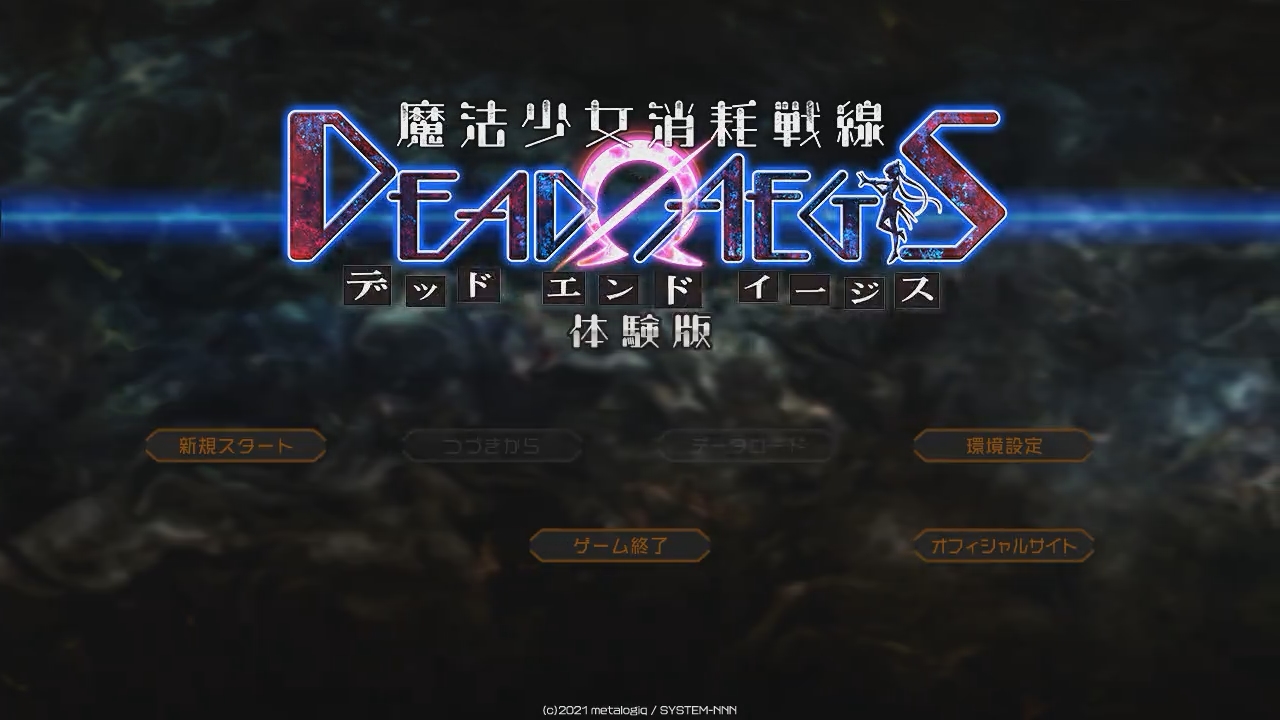 魔法少女消耗戦線
DEADΩAEGIS
デッド エンド イージス
体験版
新規スタート
つづきから
データロード
環境設定
ゲーム終了
オフィシャルサイト
(c)2021 metalogiq / SYSTEM-NNN